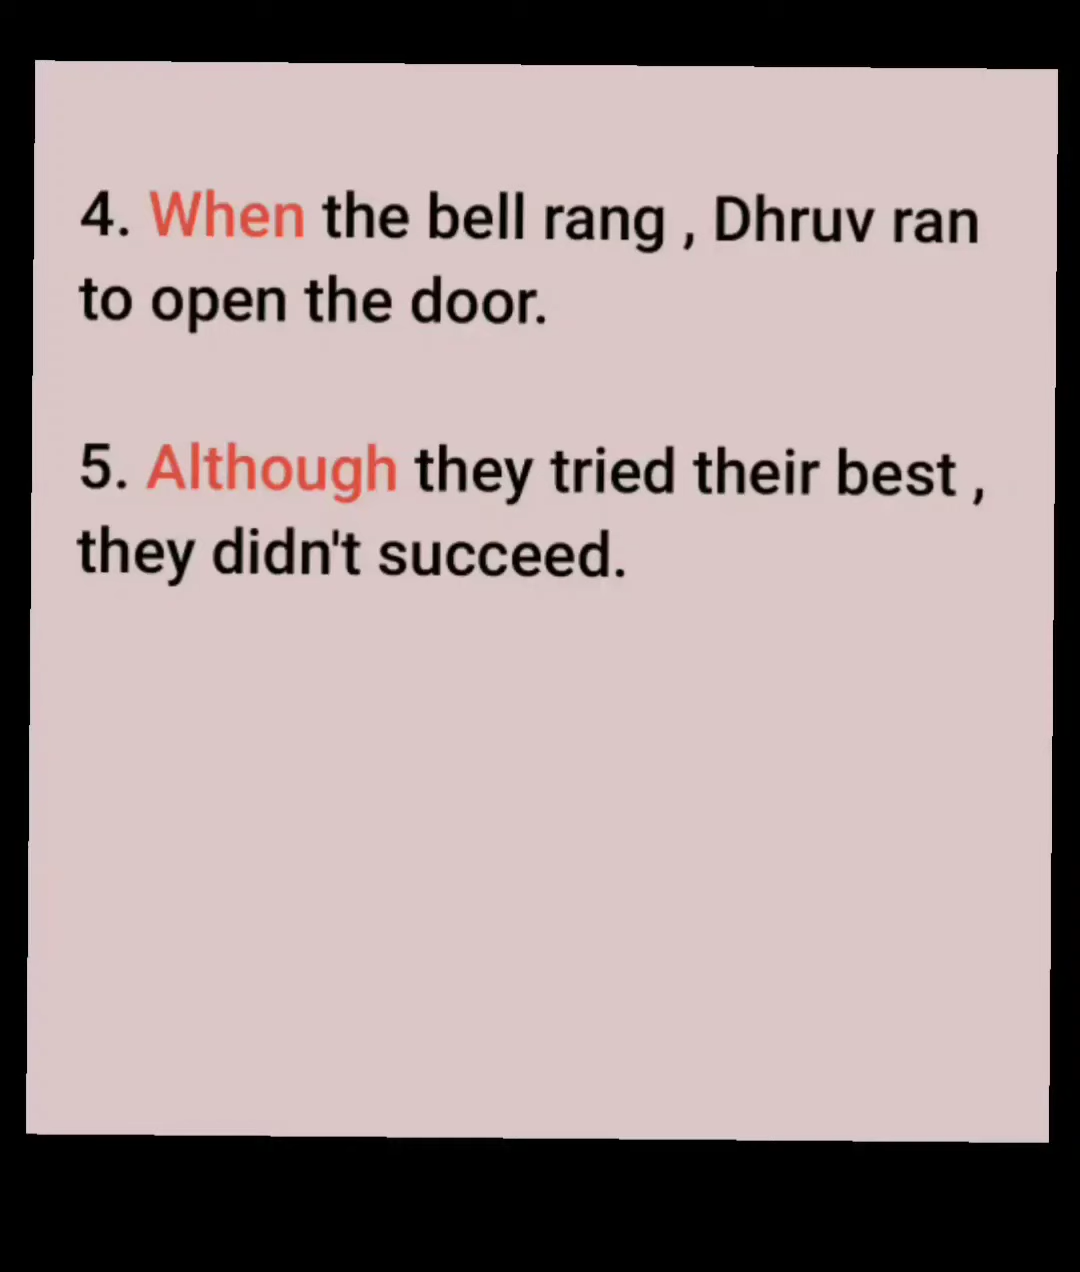 4. When the bell rang , Dhruv ran
to open the door.
5. Although they tried their best ,
they didn't succeed.